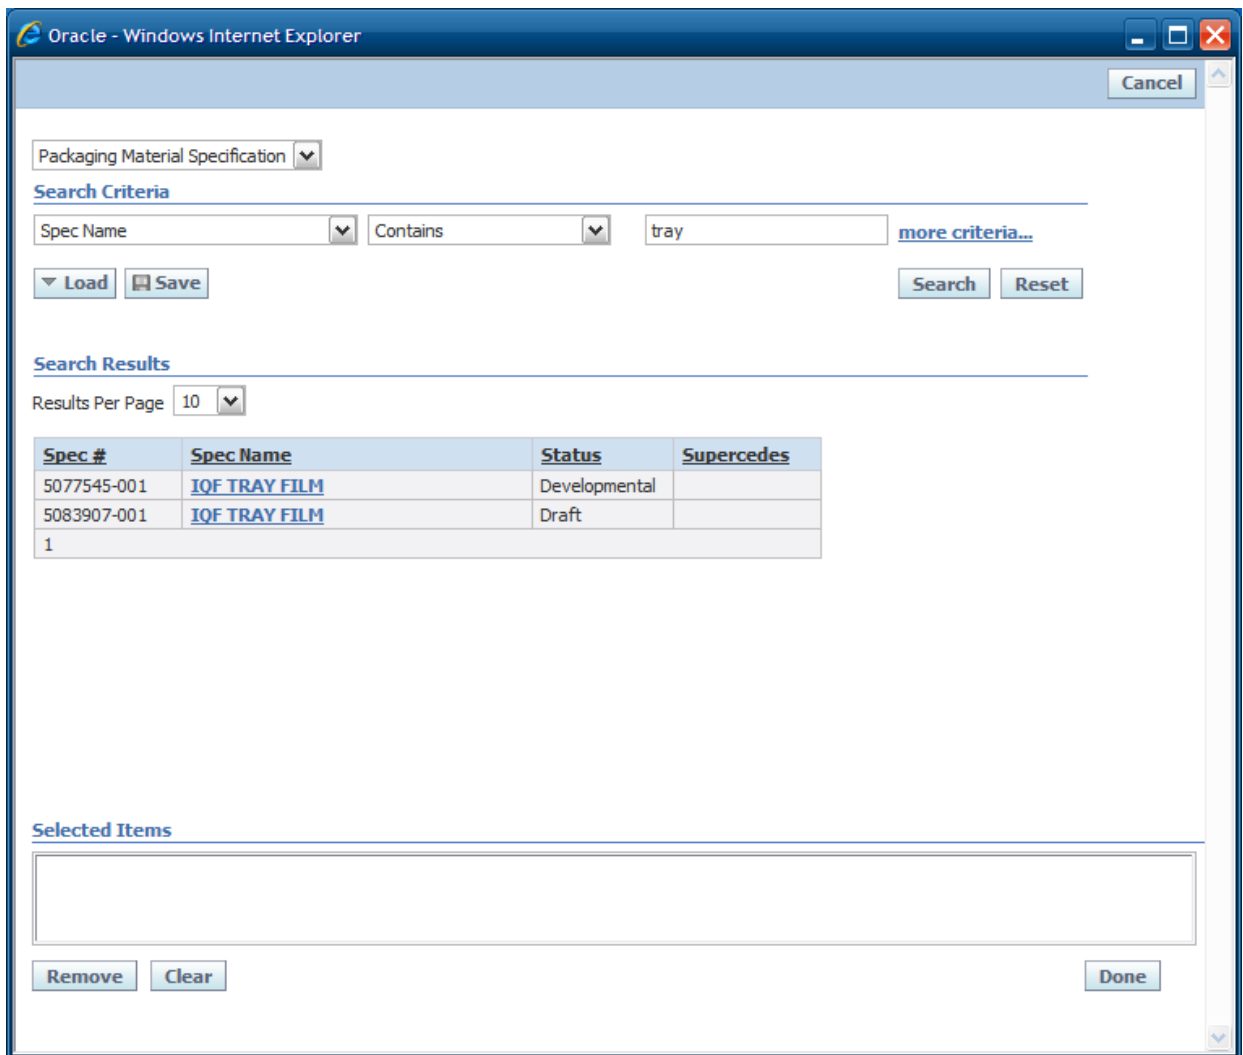 Oracle - Windows Internet Explorer
Cancel
Packaging Material Specification
Search Criteria
Spec Name Contains tray more criteria...
Load Save Search Reset
Search Results
Results Per Page 10
Spec # Spec Name Status Supercedes
5077545-001 IQF TRAY FILM Developmental
5083907-001 IQF TRAY FILM Draft
1
Selected Items
Remove Clear Done